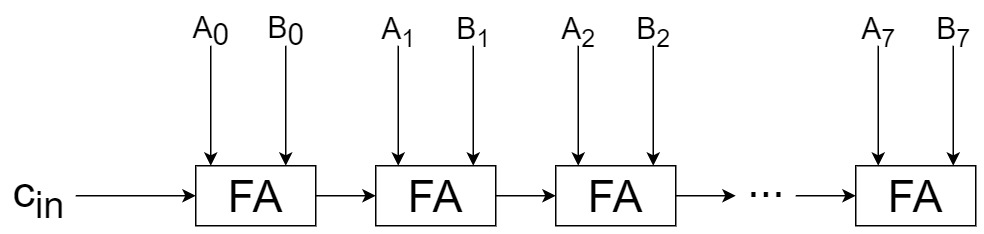 A0 B0 A1 B1 A2 B2 A7 B7
cin FA FA FA ... FA